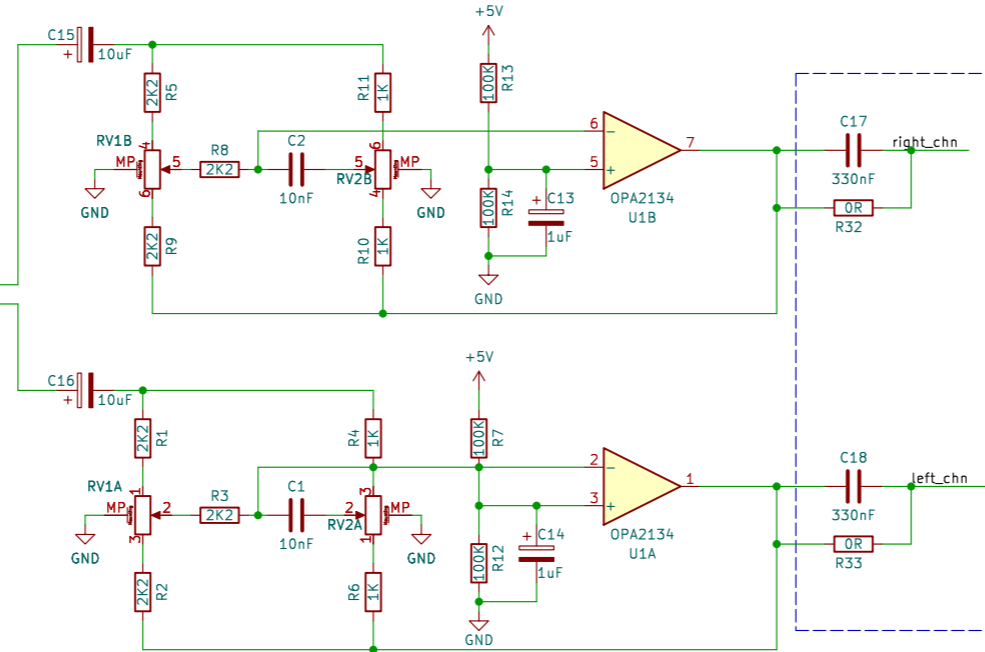 +5V
C15
+
10uF
2K2
R5
R11
1K
100K
R13
C17
right_chn
RV1B
4
MP
5
6
R8
2K2
C2
10nF
6
5
MP
RV2B
4
6
−
7
5
+
OPA2134
U1B
330nF
GND
GND
100K
R14
+
C13
1uF
0R
R32
2K2
R9
R10
1K
GND
+5V
C16
+
10uF
2K2
R1
R4
1K
100K
R7
C18
left_chn
RV1A
1
MP
2
3
R3
2K2
C1
10nF
3
2
MP
RV2A
1
2
−
1
3
+
OPA2134
U1A
330nF
GND
GND
100K
R12
+
C14
1uF
0R
R33
2K2
R2
R6
1K
GND